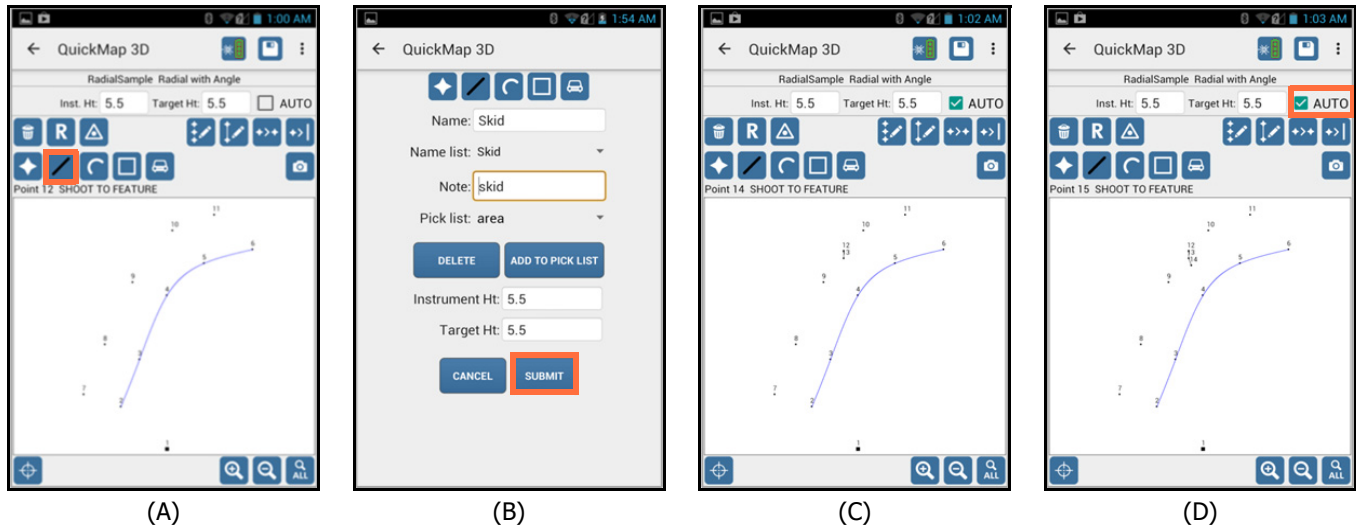 1:00 AM
QuickMap 3D
RadialSample Radial with Angle
Inst. Ht: 5.5 Target Ht: 5.5 AUTO
R
Point 12 SHOOT TO FEATURE
11
10
6
5
9
4
8
3
7
2
1
ALL
(A)
1:54 AM
QuickMap 3D
Name: Skid
Name list: Skid
Note: skid
Pick list: area
DELETE ADD TO PICK LIST
Instrument Ht: 5.5
Target Ht: 5.5
CANCEL SUBMIT
(B)
1:02 AM
QuickMap 3D
RadialSample Radial with Angle
Inst. Ht: 5.5 Target Ht: 5.5 AUTO
R
Point 14 SHOOT TO FEATURE
11
10
12
6
13
5
9
4
8
3
7
2
1
ALL
(C)
1:03 AM
QuickMap 3D
RadialSample Radial with Angle
Inst. Ht: 5.5 Target Ht: 5.5 AUTO
R
Point 15 SHOOT TO FEATURE
11
10
12
6
13
14
5
9
4
8
3
7
2
1
ALL
(D)